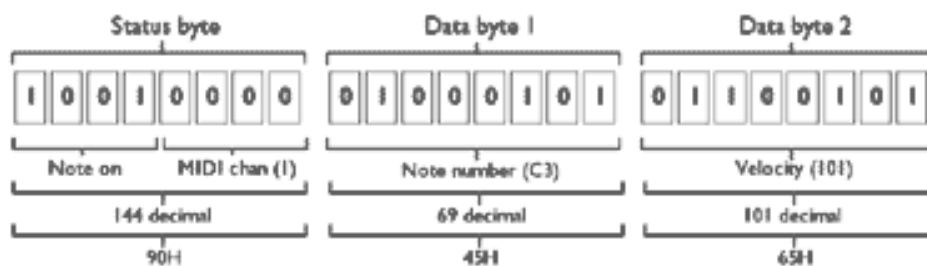 Status byte Data byte 1 Data byte 2
1 0 0 1 0 0 0 0 0 1 0 0 0 1 0 1 0 1 1 0 0 1 0 1
Note on MIDI chan (1) Note number (C3) Velocity (101)
144 decimal 69 decimal 101 decimal
90H 45H 65H